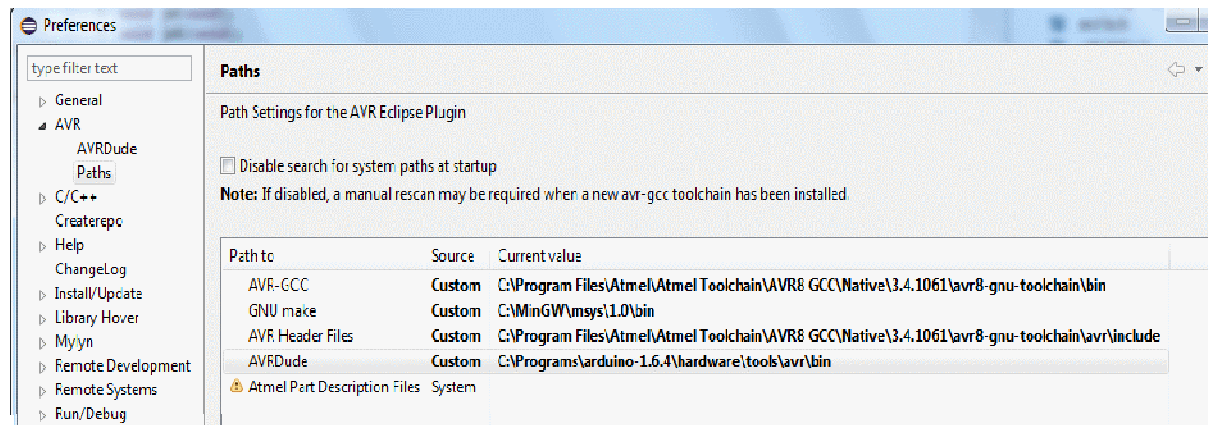 Preferences
type filter text
General
AVR
AVRDude
Paths
C/C++
Createrepo
Help
ChangeLog
Install/Update
Library Hover
Mylyn
Remote Development
Remote Systems
Run/Debug
Paths
Path Settings for the AVR Eclipse Plugin
Disable search for system paths at startup
Note: If disabled, a manual rescan may be required when a new avr-gcc toolchain has been installed.
Path to Source Current value
AVR-GCC Custom C:\Program Files\Atmel\Atmel Toolchain\AVR8 GCC\Native\3.4.1061\avr8-gnu-toolchain\bin
GNU make Custom C:\MinGW\msys\1.0\bin
AVR Header Files Custom C:\Program Files\Atmel\Atmel Toolchain\AVR8 GCC\Native\3.4.1061\avr8-gnu-toolchain\avr\include
AVRDude Custom C:\Programs\arduino-1.6.4\hardware\tools\avr\bin
Atmel Part Description Files System